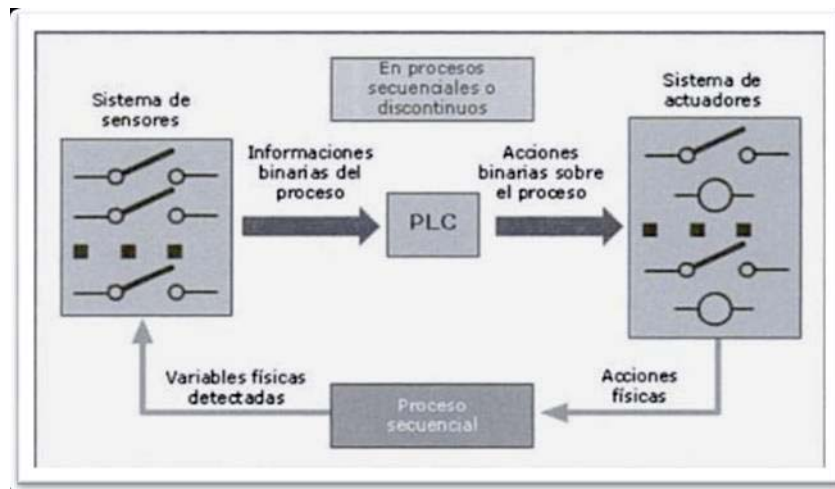 En procesos
secuenciales o
discontinuos
Sistema de
sensores
Sistema de
actuadores
Informaciones
binarias del
proceso
PLC
Acciones
binarias sobre
el proceso
Variables físicas
detectadas
Proceso
secuencial
Acciones
físicas